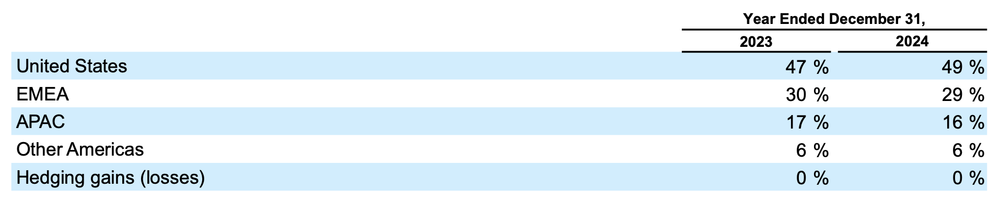 Year Ended December 31,
2023 2024
United States 47 % 49 %
EMEA 30 % 29 %
APAC 17 % 16 %
Other Americas 6 % 6 %
Hedging gains (losses) 0 % 0 %